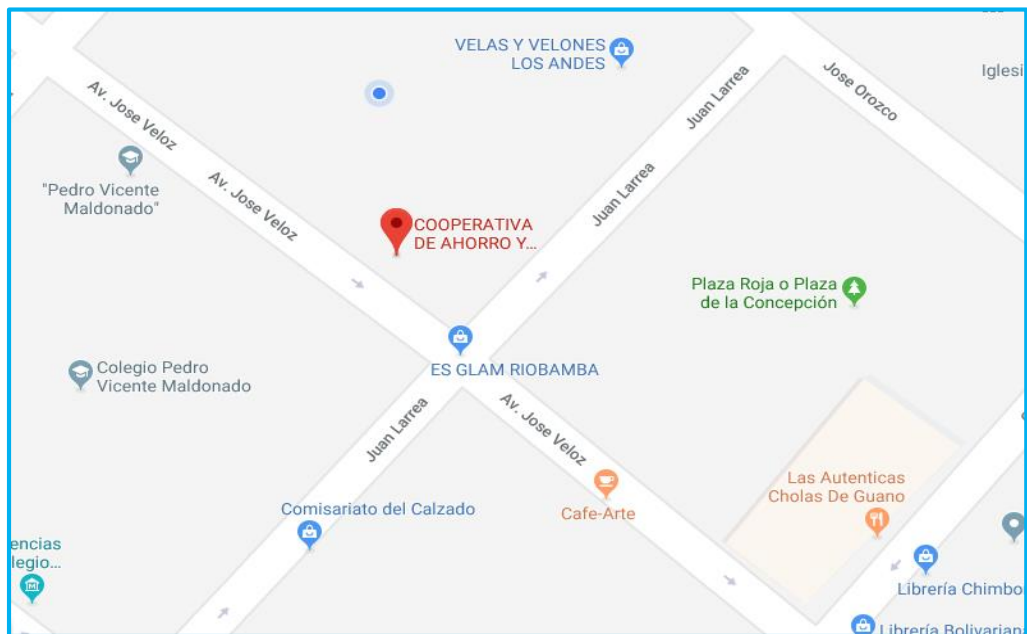 VELAS Y VELONES
LOS ANDES
Iglesi
Jose Orozco
Juan Larrea
Av. Jose Veloz
"Pedro Vicente
Maldonado"
Av. Jose Veloz
Juan Larrea
COOPERATIVA
DE AHORRO Y...
Plaza Roja o Plaza
de la Concepción
ES GLAM RIOBAMBA
Colegio Pedro
Vicente Maldonado
Juan Larrea
Av. Jose Veloz
Las Autenticas
Cholas De Guano
Comisariato del Calzado
Cafe-Arte
encias
legio...
M
Librería Chimbo
Librería Bolivariana